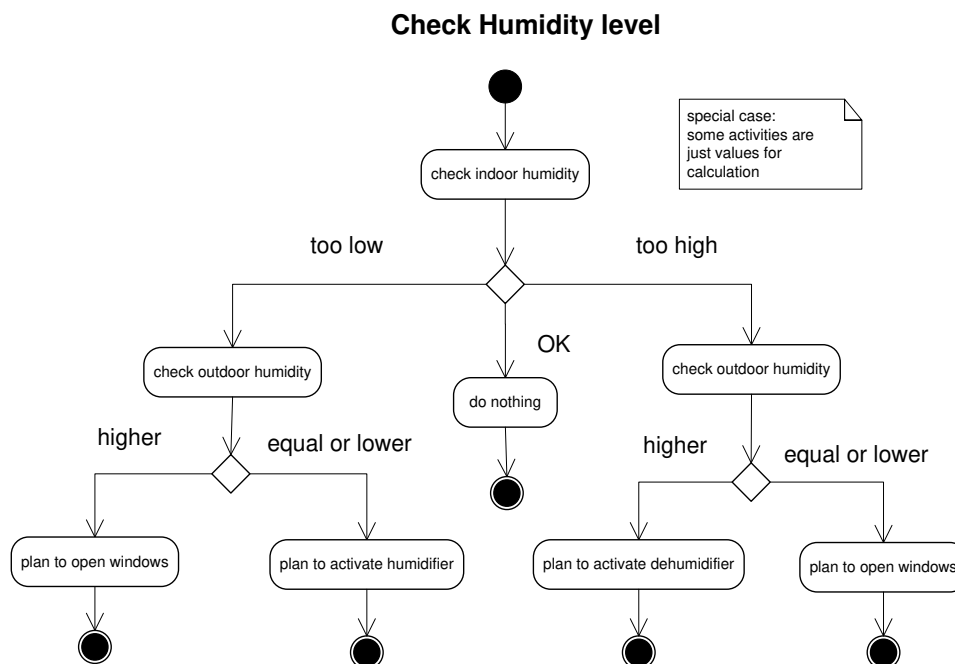 Check Humidity level
special case:
some activities are
just values for
calculation
check indoor humidity
too low
too high
OK
check outdoor humidity
check outdoor humidity
do nothing
higher
equal or lower
higher
equal or lower
plan to open windows
plan to activate humidifier
plan to activate dehumidifier
plan to open windows